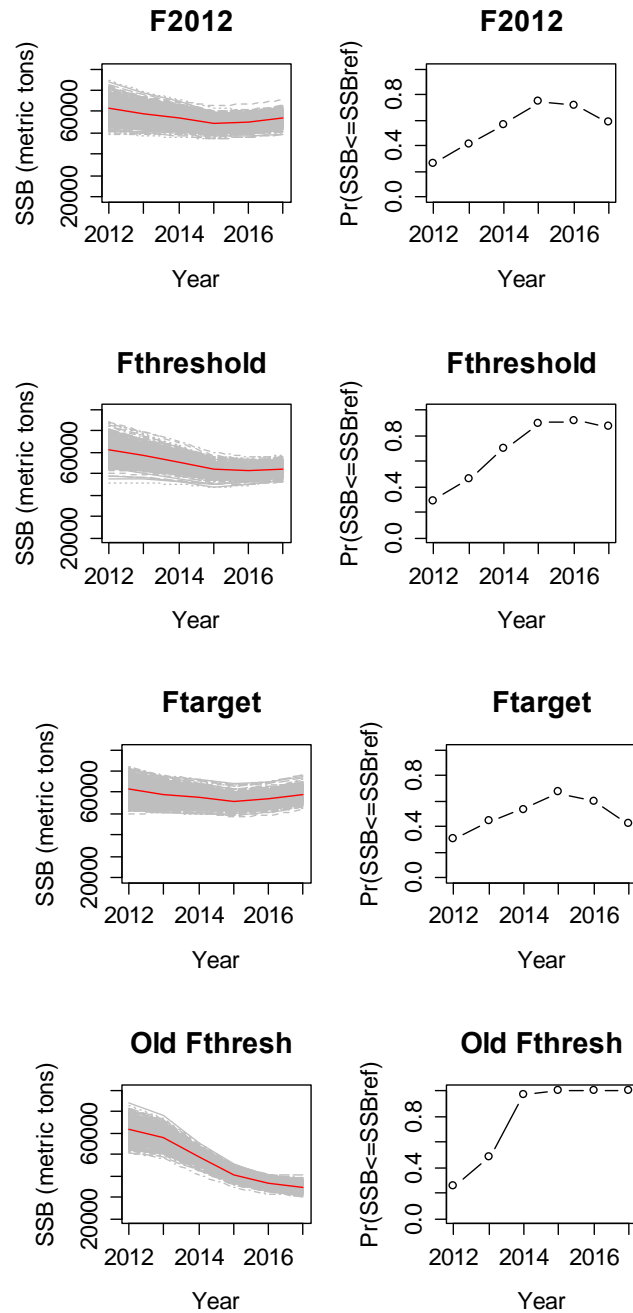 F2012
SSB (metric tons)
60000
20000
2012
2014
2016
Year
F2012
Pr(SSB<=SSBref)
0.8
0.4
0.0
2012
2014
2016
Year
Fthreshold
SSB (metric tons)
60000
20000
2012
2014
2016
Year
Fthreshold
Pr(SSB<=SSBref)
0.8
0.4
0.0
2012
2014
2016
Year
Ftarget
SSB (metric tons)
60000
20000
2012
2014
2016
Year
Ftarget
Pr(SSB<=SSBref)
0.8
0.4
0.0
2012
2014
2016
Year
Old Fthresh
SSB (metric tons)
60000
20000
2012
2014
2016
Year
Old Fthresh
Pr(SSB<=SSBref)
0.8
0.4
0.0
2012
2014
2016
Year